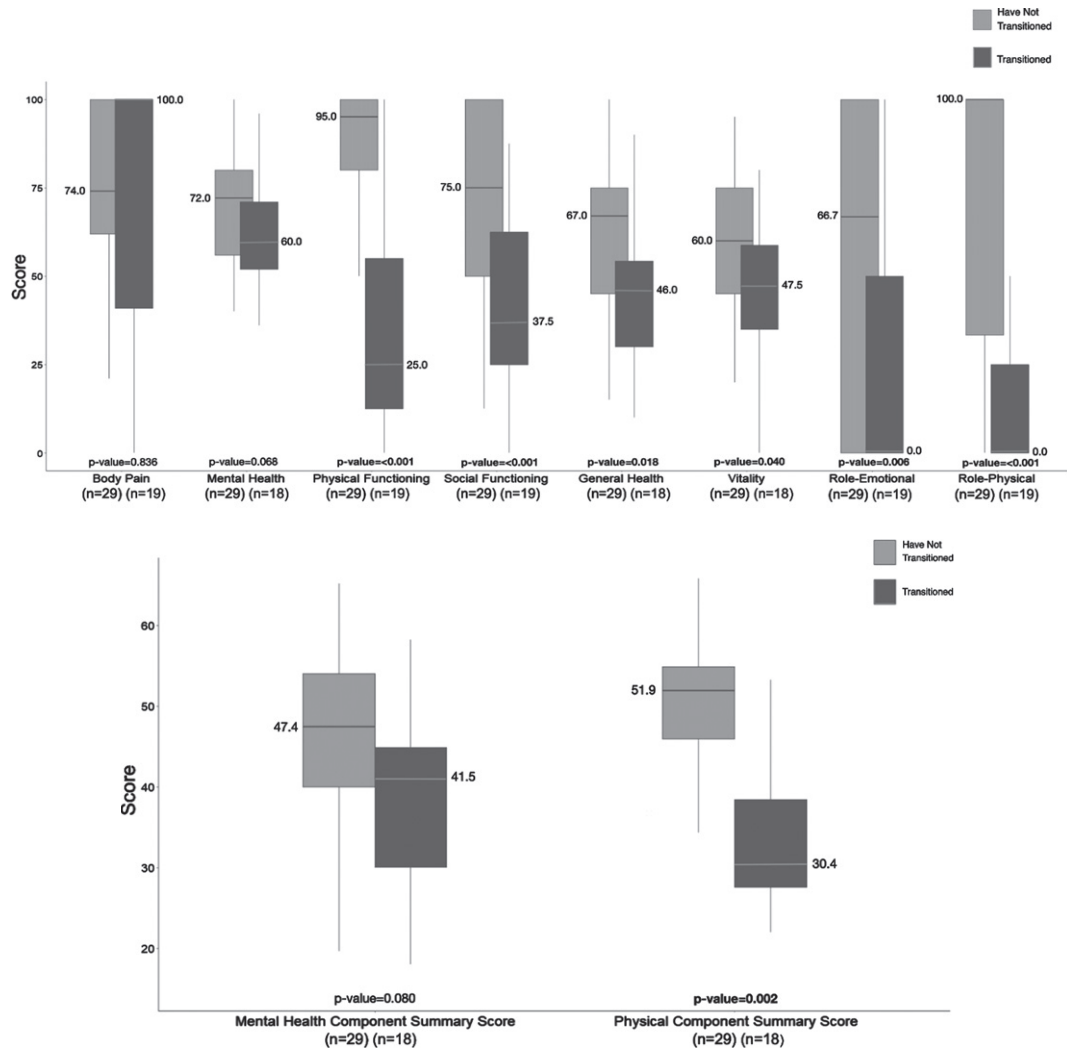 Have Not
Transitioned
Transitioned
Score
100
75
50
25
0
74.0
100.0
72.0
60.0
95.0
25.0
75.0
37.5
67.0
46.0
60.0
47.5
66.7
0.0
100.0
0.0
p-value=0.836
p-value=0.068
p-value=<0.001
p-value=<0.001
p-value=0.018
p-value=0.040
p-value=0.006
p-value=<0.001
Body Pain
(n=29) (n=19)
Mental Health
(n=29) (n=18)
Physical Functioning
(n=29) (n=19)
Social Functioning
(n=29) (n=19)
General Health
(n=29) (n=18)
Vitality
(n=29) (n=18)
Role-Emotional
(n=29) (n=19)
Role-Physical
(n=29) (n=19)
Have Not
Transitioned
Transitioned
Score
60
50
40
30
20
47.4
41.5
51.9
30.4
p-value=0.080
p-value=0.002
Mental Health Component Summary Score
(n=29) (n=18)
Physical Component Summary Score
(n=29) (n=18)